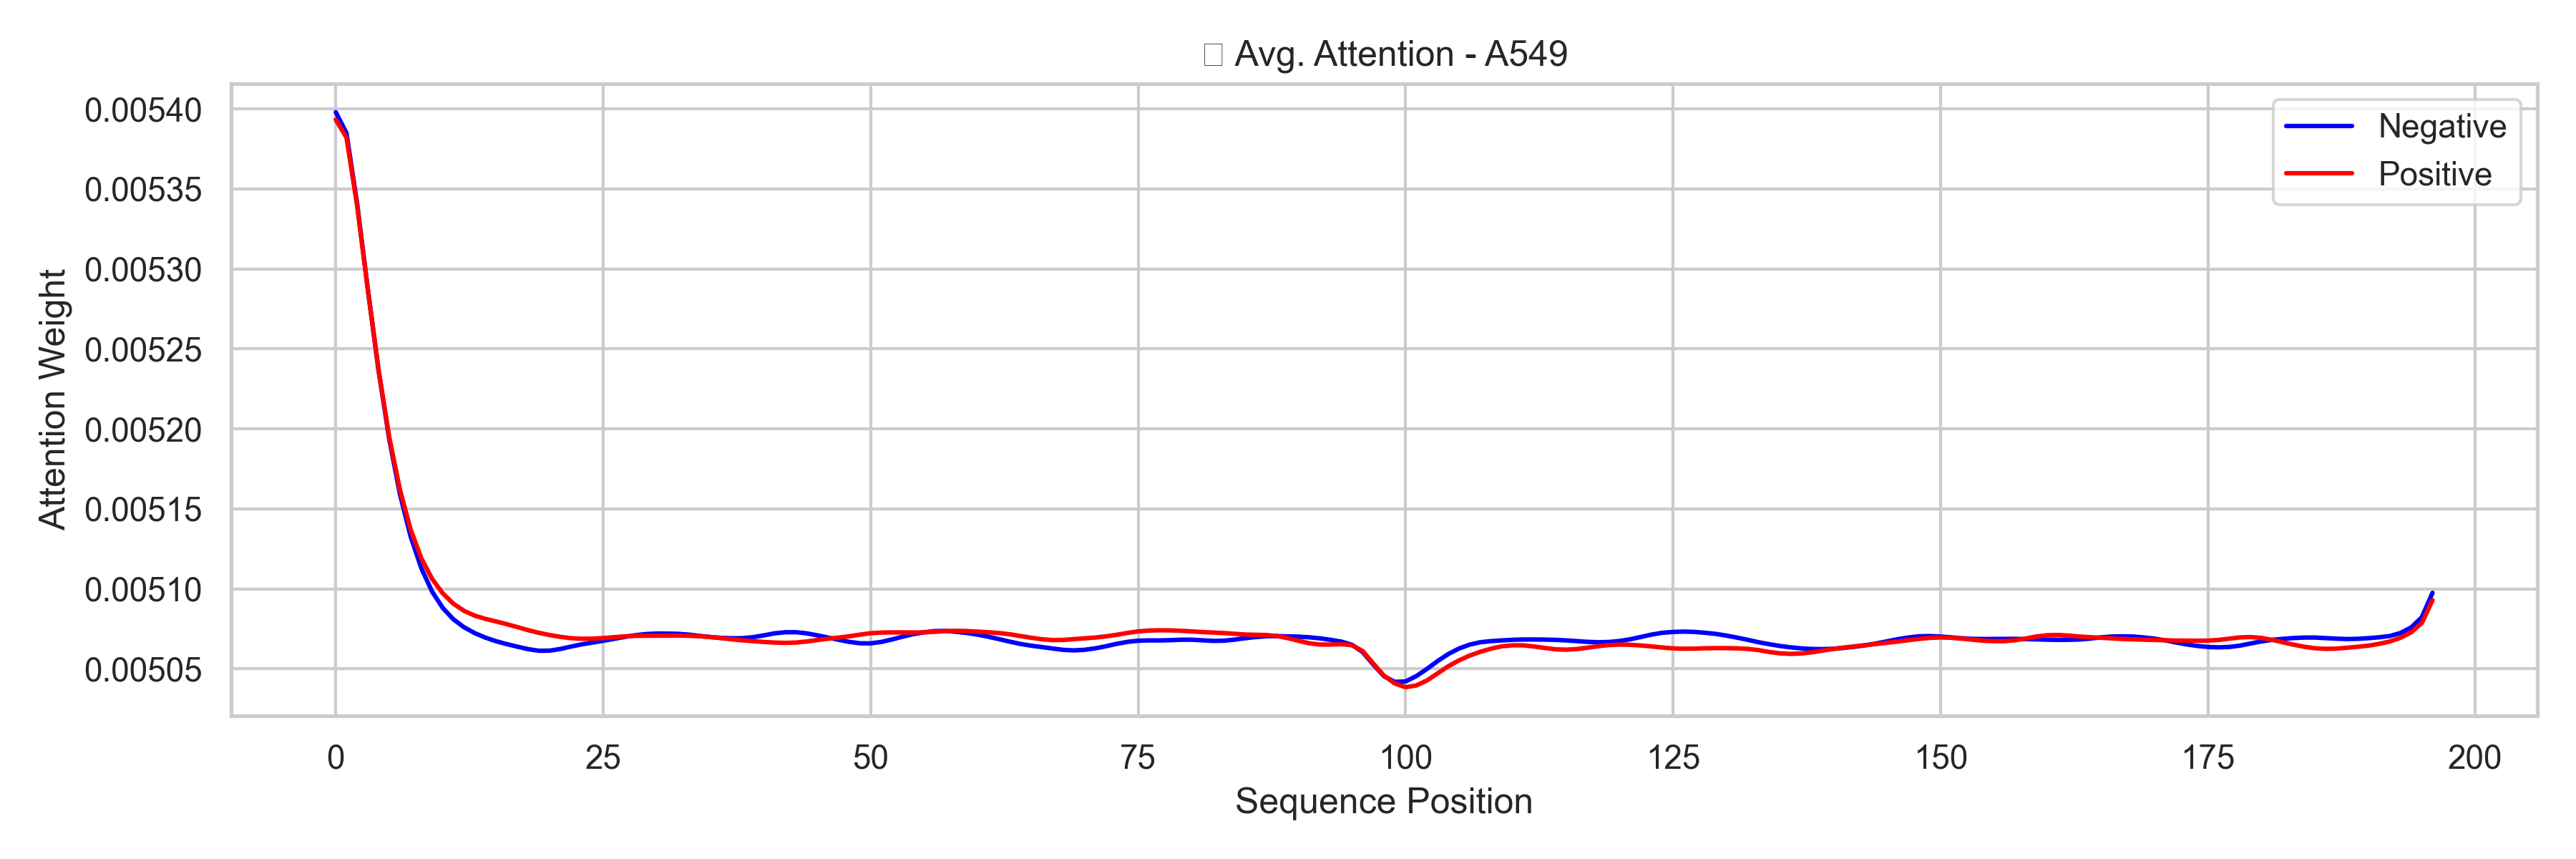 Avg. Attention - A549
Negative
Positive
Attention Weight
0.00540
0.00535
0.00530
0.00525
0.00520
0.00515
0.00510
0.00505
0 25 50 75 100 125 150 175 200
Sequence Position